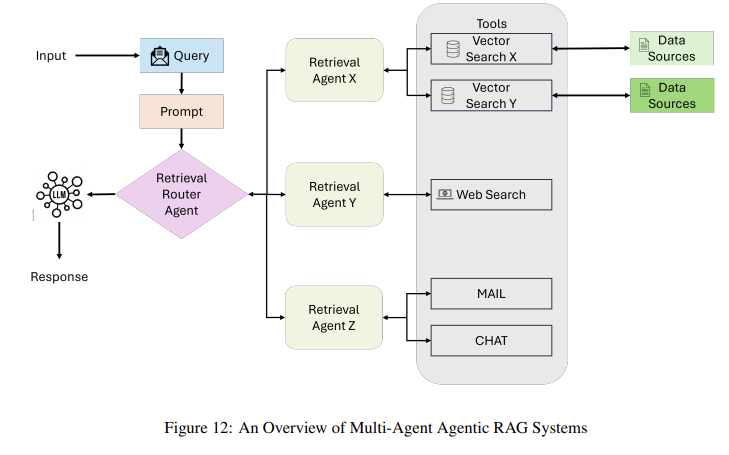 Tools
Input
Query
Prompt
Retrieval
Router
Agent
LLM
Response
Retrieval
Agent X
Retrieval
Agent Y
Retrieval
Agent Z
Vector
Search X
Vector
Search Y
Web Search
MAIL
CHAT
Data
Sources
Data
Sources
Figure 12: An Overview of Multi-Agent Agentic RAG Systems